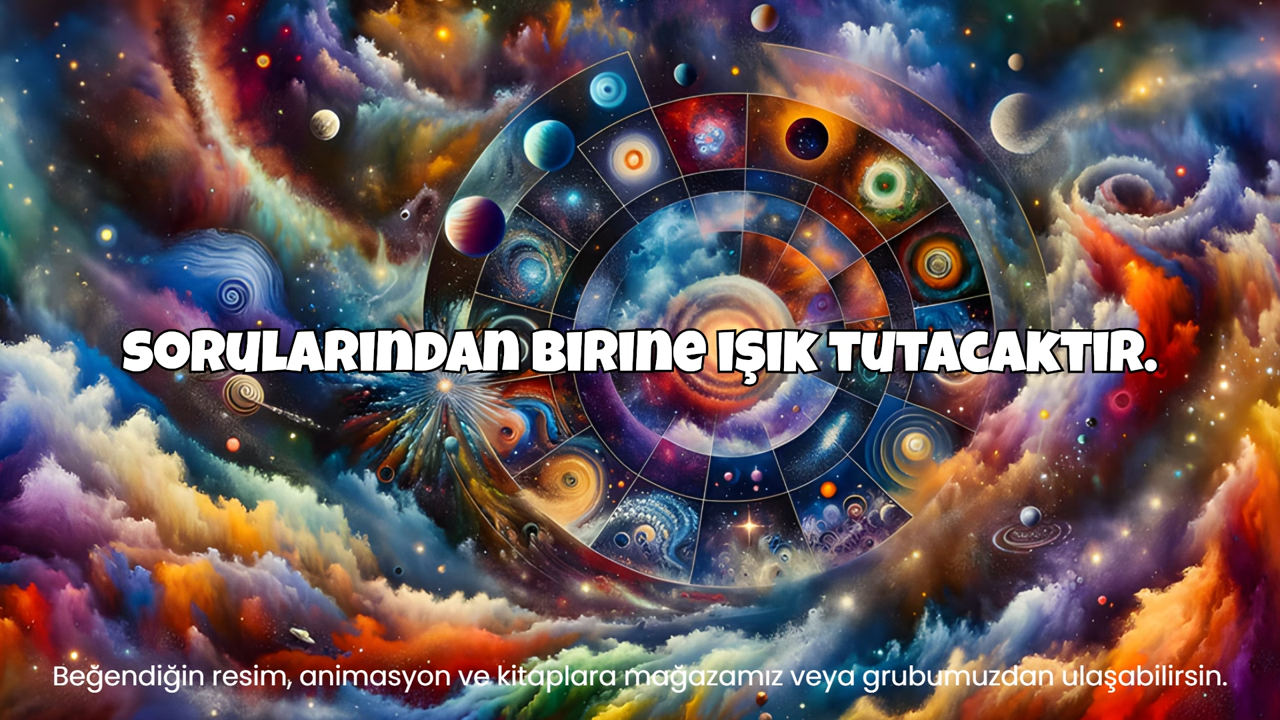 SORULARINDAN BIRINE IŞIK TUTACAKTIR.
Beğendiğin resim, animasyon ve kitaplara mağazamız veya grubumuzdan ulaşabilirsin.